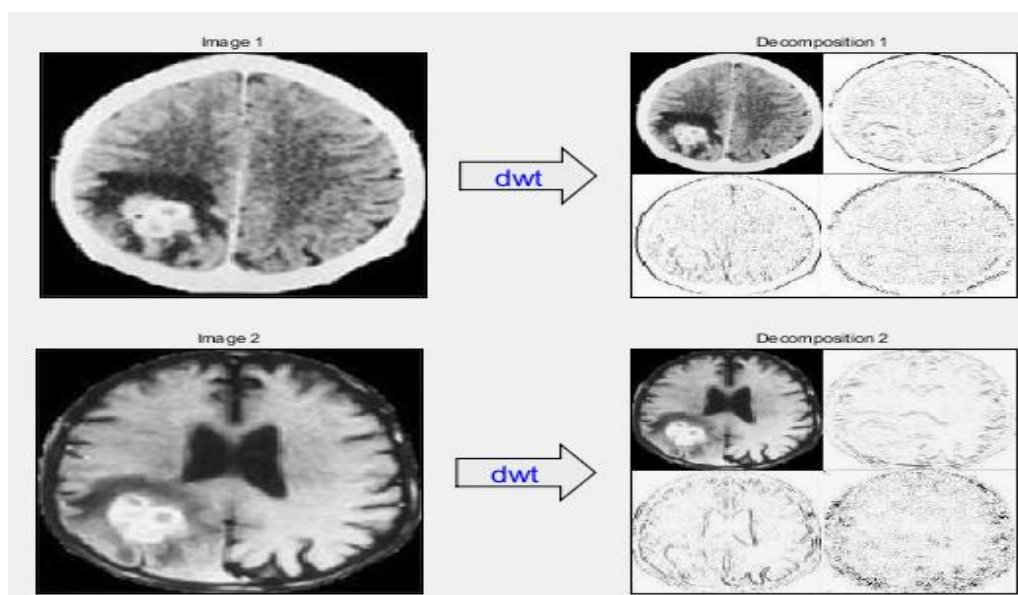 Image 1
Decomposition 1
dwt
Image 2
Decomposition 2
dwt